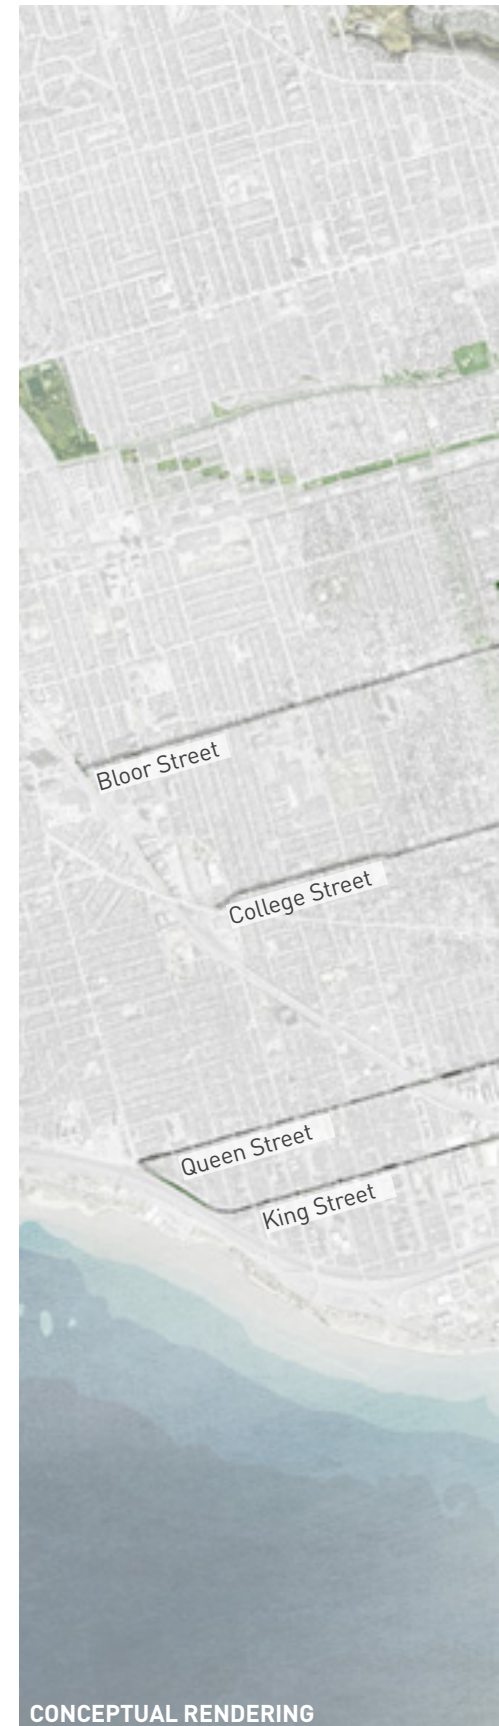 Bloor Street
College Street
Queen Street
King Street
CONCEPTUAL RENDERING